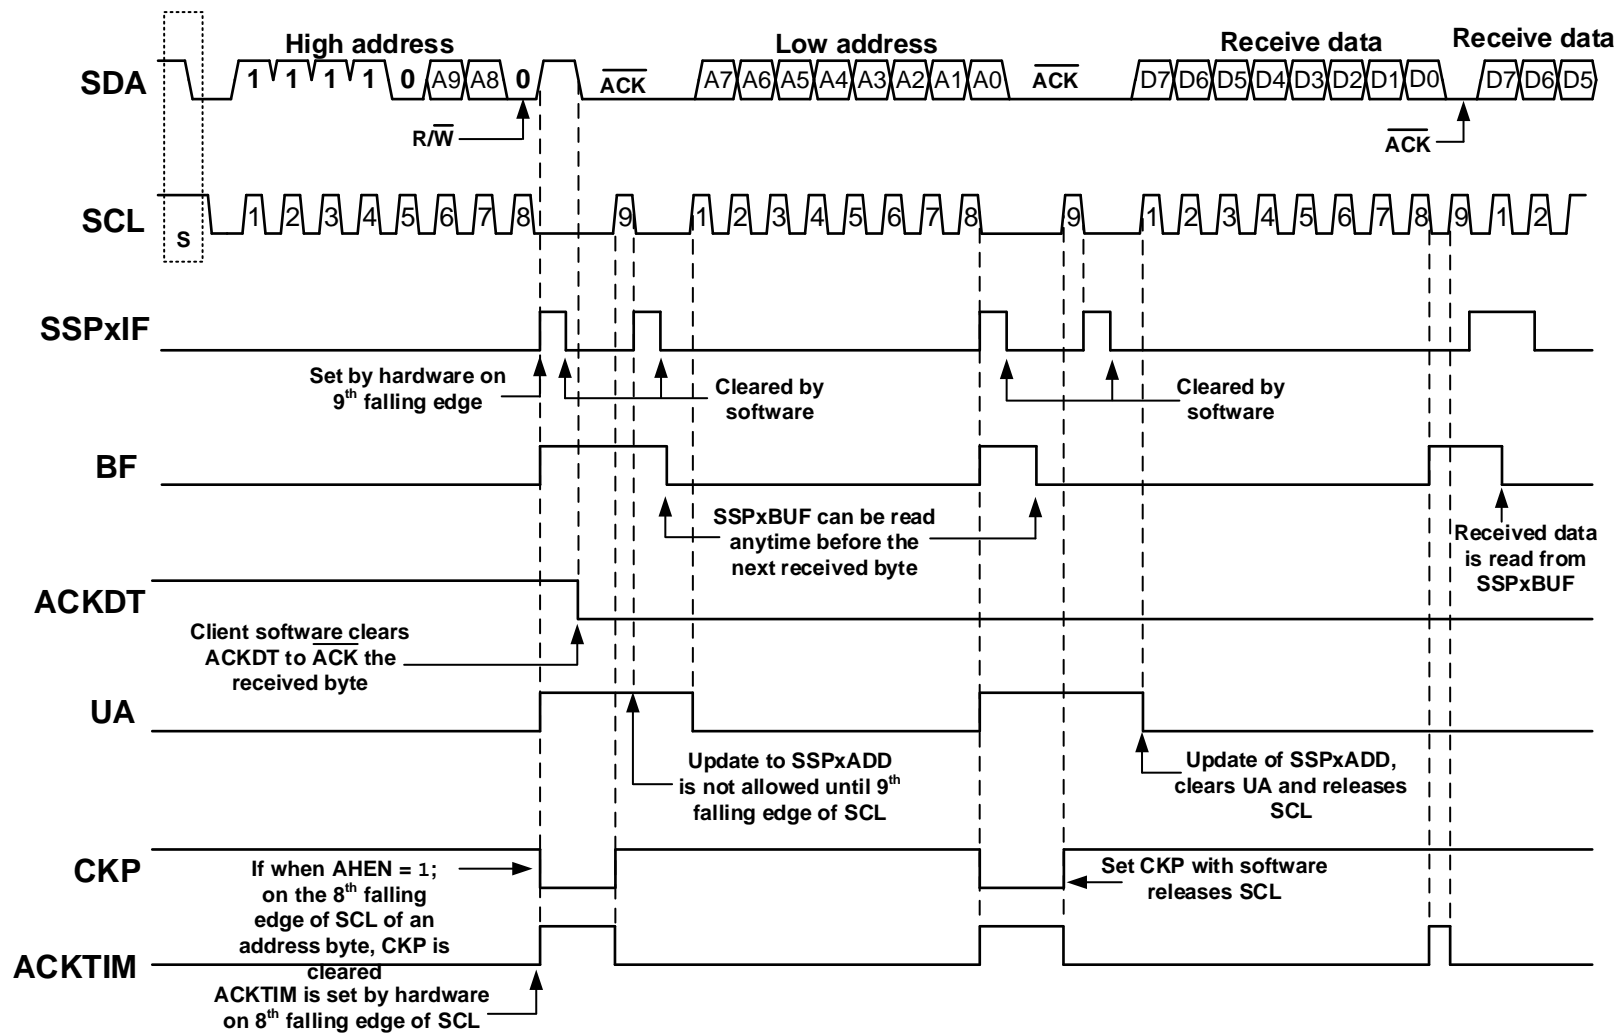 High address
Low address
Receive data
Receive data
SDA
1 1 1 1 0 A9 A8 0
ACK
A7 A6 A5 A4 A3 A2 A1 A0
ACK
D7 D6 D5 D4 D3 D2 D1 D0
D7 D6 D5
R/W
ACK
SCL
S
1 2 3 4 5 6 7 8 9 1 2 3 4 5 6 7 8 9 1 2 3 4 5 6 7 8 9 1 2
SSPxIF
Set by hardware on
9th falling edge
Cleared by
software
Cleared by
software
BF
SSPxBUF can be read
anytime before the
next received byte
Received data
is read from
SSPxBUF
ACKDT
Client software clears
ACKDT to ACK the
received byte
UA
Update to SSPxADD
is not allowed until 9th
falling edge of SCL
Update of SSPxADD,
clears UA and releases
SCL
CKP
If when AHEN = 1;
on the 8th falling
edge of SCL of an
address byte, CKP is
cleared
Set CKP with software
releases SCL
ACKTIM
ACKTIM is set by hardware
on 8th falling edge of SCL